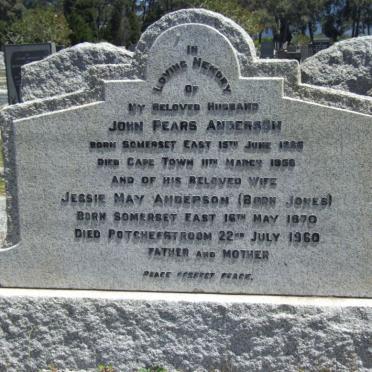 IN
LOVING MEMORY
OF
MY BELOVED HUSBAND
JOHN PEARS ANDERSON
BORN SOMERSET EAST 15TH JUNE
DIED CAPE TOWN 11TH MARCH
AND OF HIS BELOVED WIFE
JESSIE MAY ANDERSON (BORN JONES)
BORN SOMERSET EAST 16TH MAY 1870
DIED POTCHEFSTROOM 22ND JULY 1960
FATHER AND MOTHER
PEACE PERFECT PEACE.